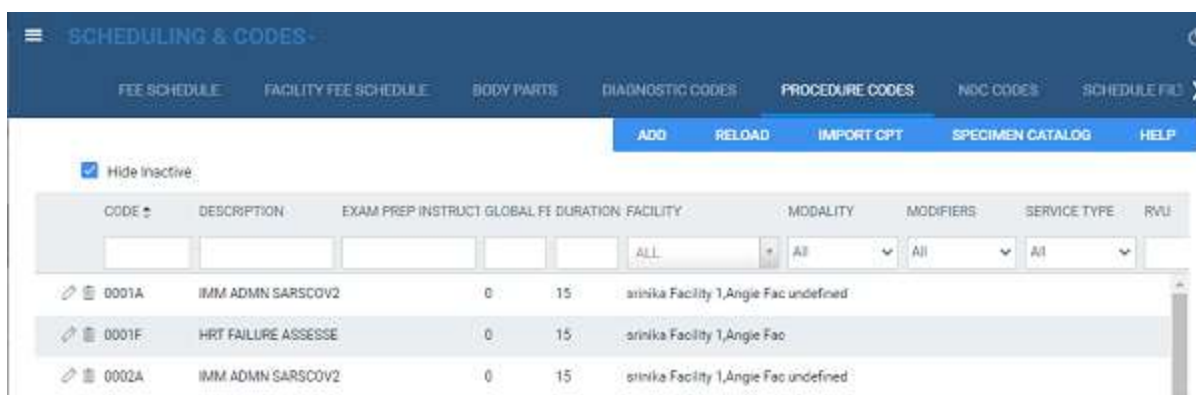 SCHEDULING & CODES-
FEE SCHEDULE FACILITY FEE SCHEDULE BODY PARTS DIAGNOSTIC CODES PROCEDURE CODES NDC CODES SCHEDULE FILT
ADD RELOAD IMPORT CPT SPECIMEN CATALOG HELP
Hide Inactive
CODE DESCRIPTION EXAM PREP INSTRUCT GLOBAL FE DURATION FACILITY MODALITY MODIFIERS SERVICE TYPE RVU
ALL All All All
0001A IMM ADMN SARSCOV2 0 15 srinika Facility 1,Angie Fac undefined
0001F HRT FAILURE ASSESSE 0 15 srinika Facility 1,Angie Fac
0002A IMM ADMN SARSCOV2 0 15 srinika Facility 1,Angie Fac undefined